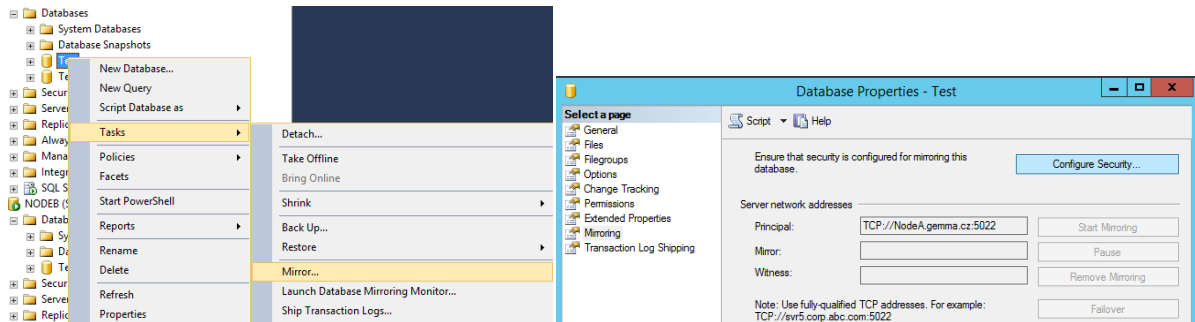 Databases
System Databases
Database Snapshots
New Database...
New Query
Script Database as
Tasks
Policies
Facets
Start PowerShell
Reports
Rename
Delete
Refresh
Properties
Detach...
Take Offline
Bring Online
Shrink
Back Up...
Restore
Mirror...
Launch Database Mirroring Monitor...
Ship Transaction Logs...
NODEB
Database Properties - Test
Select a page
General
Files
Filegroups
Options
Change Tracking
Permissions
Extended Properties
Mirroring
Transaction Log Shipping
Script
Help
Ensure that security is configured for mirroring this
database.
Configure Security...
Server network addresses
Principal:
TCP://NodeA.gemma.cz:5022
Start Mirroring
Mirror:
Pause
Witness:
Remove Mirroring
Note: Use fully-qualified TCP addresses. For example:
TCP://svr5.corp.abc.com:5022
Failover